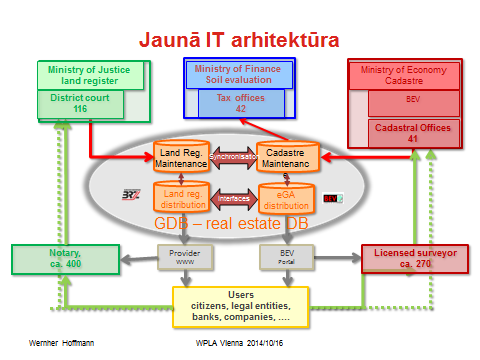 Jaunā IT arhitektūra
Ministry of Justice
land register
District court
116
Ministry of Finance
Soil evaluation
Tax offices
42
Ministry of Economy
Cadastre
BEV
Cadastral Offices
41
Land Reg.
Maintenance
Synchronisation
Cadastre
Maintenanc
e
Land reg.
distribution
Interfaces
eGA
distribution
BRZ
BEV
GDB – real estate DB
Notary,
ca. 400
Provider
WWW
BEV
Portal
Licensed surveyor
ca. 270
Users
citizens, legal entities,
banks, companies, ....
Wernher Hoffmann
WPLA Vienna 2014/10/16